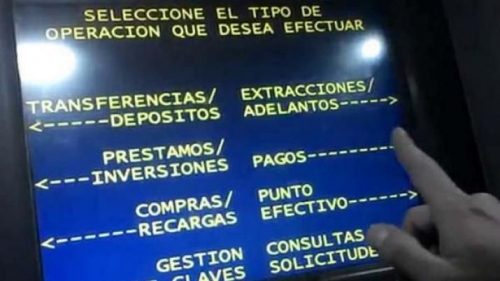 SELECCIONE EL TIPO DE
OPERACION QUE DESEA EFECTUAR
TRANSFERENCIAS/
<-----DEPOSITOS
EXTRACCIONES/
ADELANTOS----->
PRESTAMOS/
<----INVERSIONES
PAGOS--------
COMPRAS/
<------RECARGAS
PUNTO
EFECTIVO------>
GESTION
CLAVES
CONSULTAS
SOLICITUDE